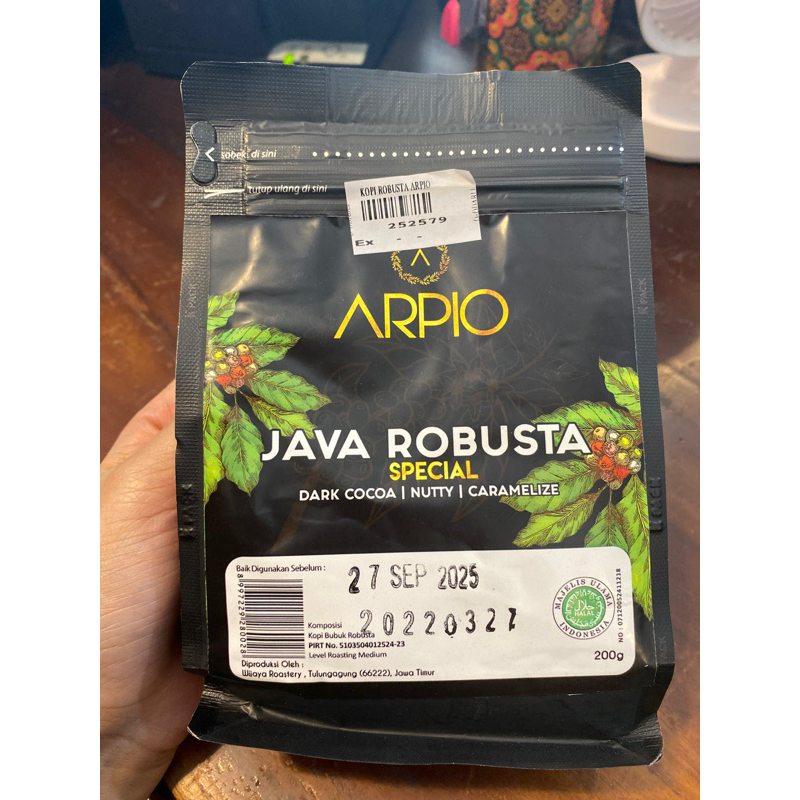 sobek di sini
tutup ulang di sini
KOPI ROBUSTA ARPIO
252579
Ex - -
ARPIO
JAVA ROBUSTA
SPECIAL
DARK COCOA | NUTTY | CARAMELIZE
Baik Digunakan Sebelum :
27 SEP 2025
20220327
Komposisi
Kopi Bubuk Robusta
PIRT No. 5103504012524-23
Level Roasting Medium
Diproduksi Oleh :
Wijaya Roastery , Tulungagung (66222), Jawa Timur
MAJELIS ULAMA
HALAL
INDONESIA
NO : 07120052411218
200g